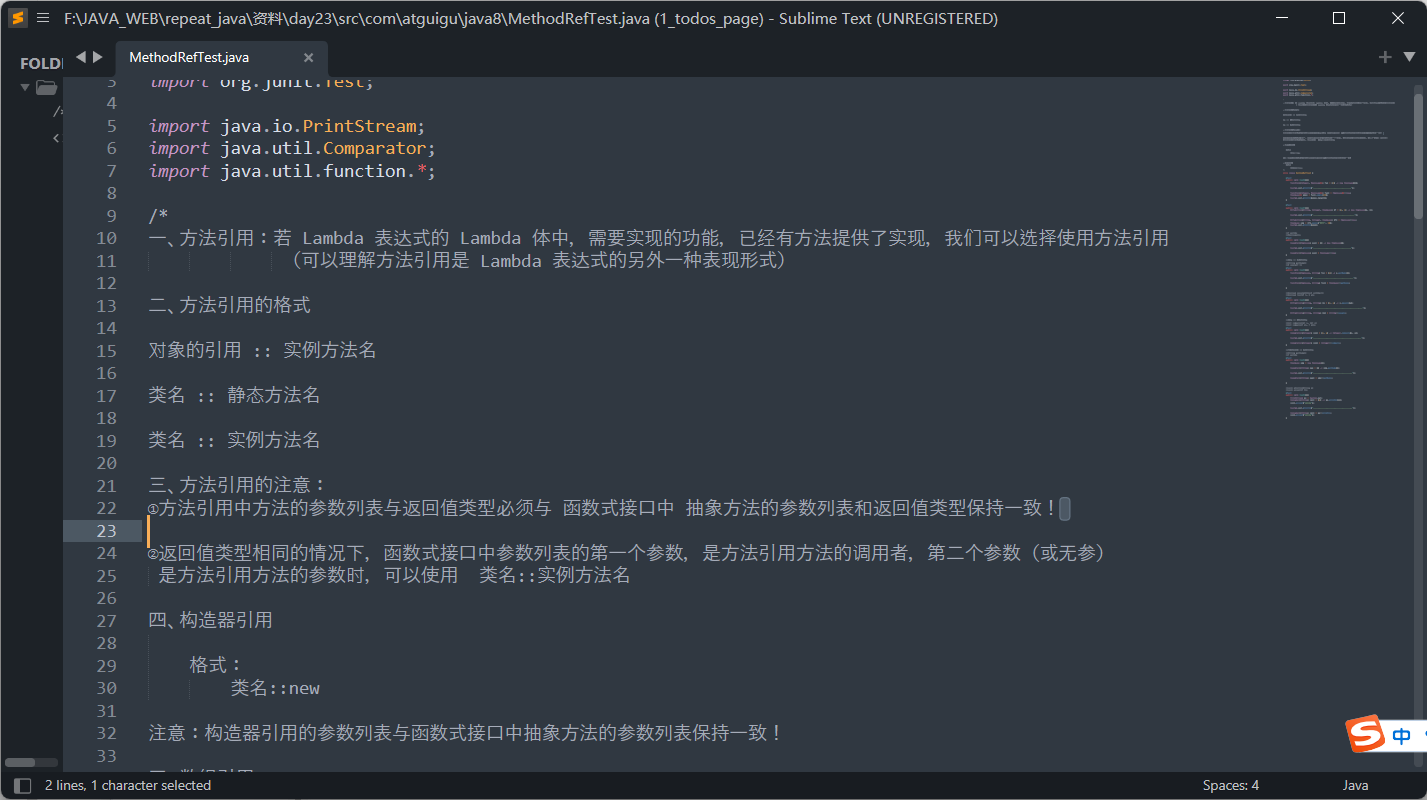 F:\JAVA_WEB\repeat_java\资料\day23\src\com\atguigu\java8\MethodRefTest.java (1_todos_page) - Sublime Text (UNREGISTERED)
FOLD
MethodRefTest.java
3 import org.junit.Test;
4
5 import java.io.PrintStream;
6 import java.util.Comparator;
7 import java.util.function.*;
8
9 /*
10 一、方法引用：若 Lambda 表达式的 Lambda 体中, 需要实现的功能, 已经有方法提供了实现, 我们可以选择使用方法引用
11 （可以理解方法引用是 Lambda 表达式的另外一种表现形式）
12
13 二、方法引用的格式
14
15 对象的引用 :: 实例方法名
16
17 类名 :: 静态方法名
18
19 类名 :: 实例方法名
20
21 三、方法引用的注意：
22 ①方法引用中方法的参数列表与返回值类型必须与 函数式接口中 抽象方法的参数列表和返回值类型保持一致！
23
24 ②返回值类型相同的情况下, 函数式接口中参数列表的第一个参数, 是方法引用方法的调用者, 第二个参数（或无参）
25 是方法引用方法的参数时, 可以使用 类名::实例方法名
26
27 四、构造器引用
28
29 格式：
30 类名::new
31
32 注意：构造器引用的参数列表与函数式接口中抽象方法的参数列表保持一致！
33
中
2 lines, 1 character selected
Spaces: 4
Java